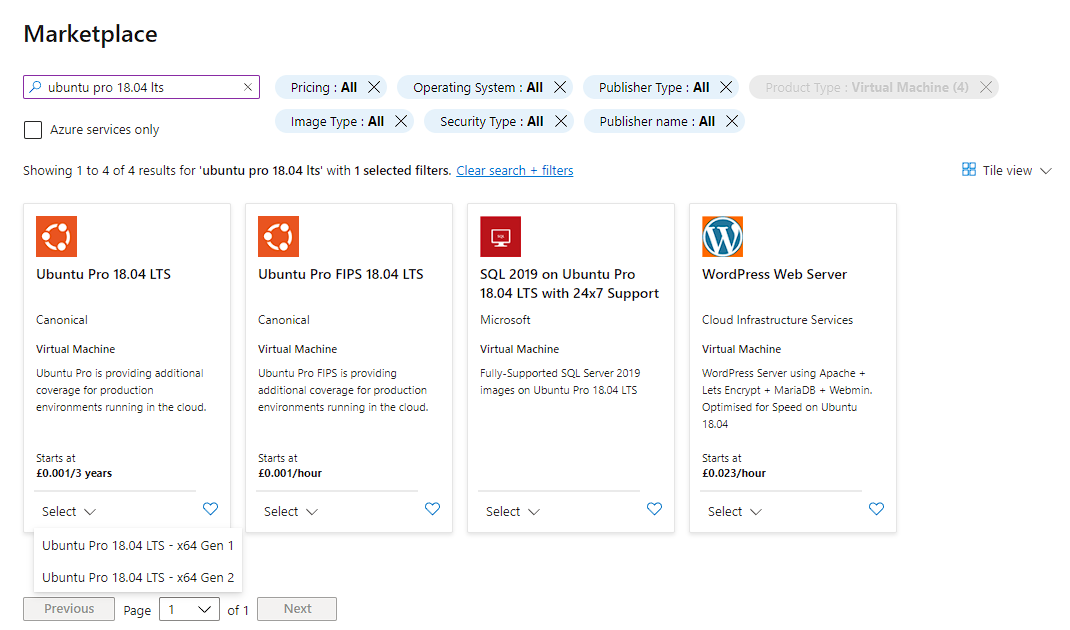 Marketplace
ubuntu pro 18.04 lts
Pricing : All
Operating System : All
Publisher Type : All
Product Type : Virtual Machine (4)
Azure services only
Image Type : All
Security Type : All
Publisher name : All
Showing 1 to 4 of 4 results for 'ubuntu pro 18.04 lts' with 1 selected filters. Clear search + filters
Tile view
Ubuntu Pro 18.04 LTS
Canonical
Virtual Machine
Ubuntu Pro is providing additional
coverage for production
environments running in the cloud.
Starts at
£0.001/3 years
Select
Ubuntu Pro 18.04 LTS - x64 Gen 1
Ubuntu Pro 18.04 LTS - x64 Gen 2
Ubuntu Pro FIPS 18.04 LTS
Canonical
Virtual Machine
Ubuntu Pro FIPS is providing
additional coverage for production
environments running in the cloud.
Starts at
£0.001/hour
Select
SQL
SQL 2019 on Ubuntu Pro
18.04 LTS with 24x7 Support
Microsoft
Virtual Machine
Fully-Supported SQL Server 2019
images on Ubuntu Pro 18.04 LTS
Select
WordPress Web Server
Cloud Infrastructure Services
Virtual Machine
WordPress Server using Apache +
Lets Encrypt + MariaDB + Webmin.
Optimised for Speed on Ubuntu
18.04
Starts at
£0.023/hour
Select
Previous
Page
1
of 1
Next